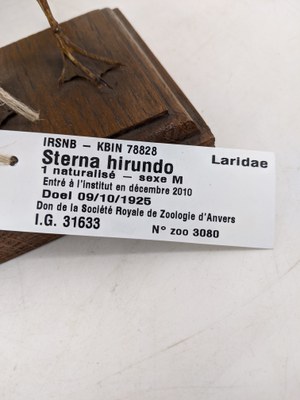 IRSNB – KBIN 78828
Sterna hirundo Laridae
1 naturalisé – sexe M
Entré à l'institut en décembre 2010
Doel 09/10/1925
Don de la Société Royale de Zoologie d'Anvers
I.G. 31633 N° zoo 3080